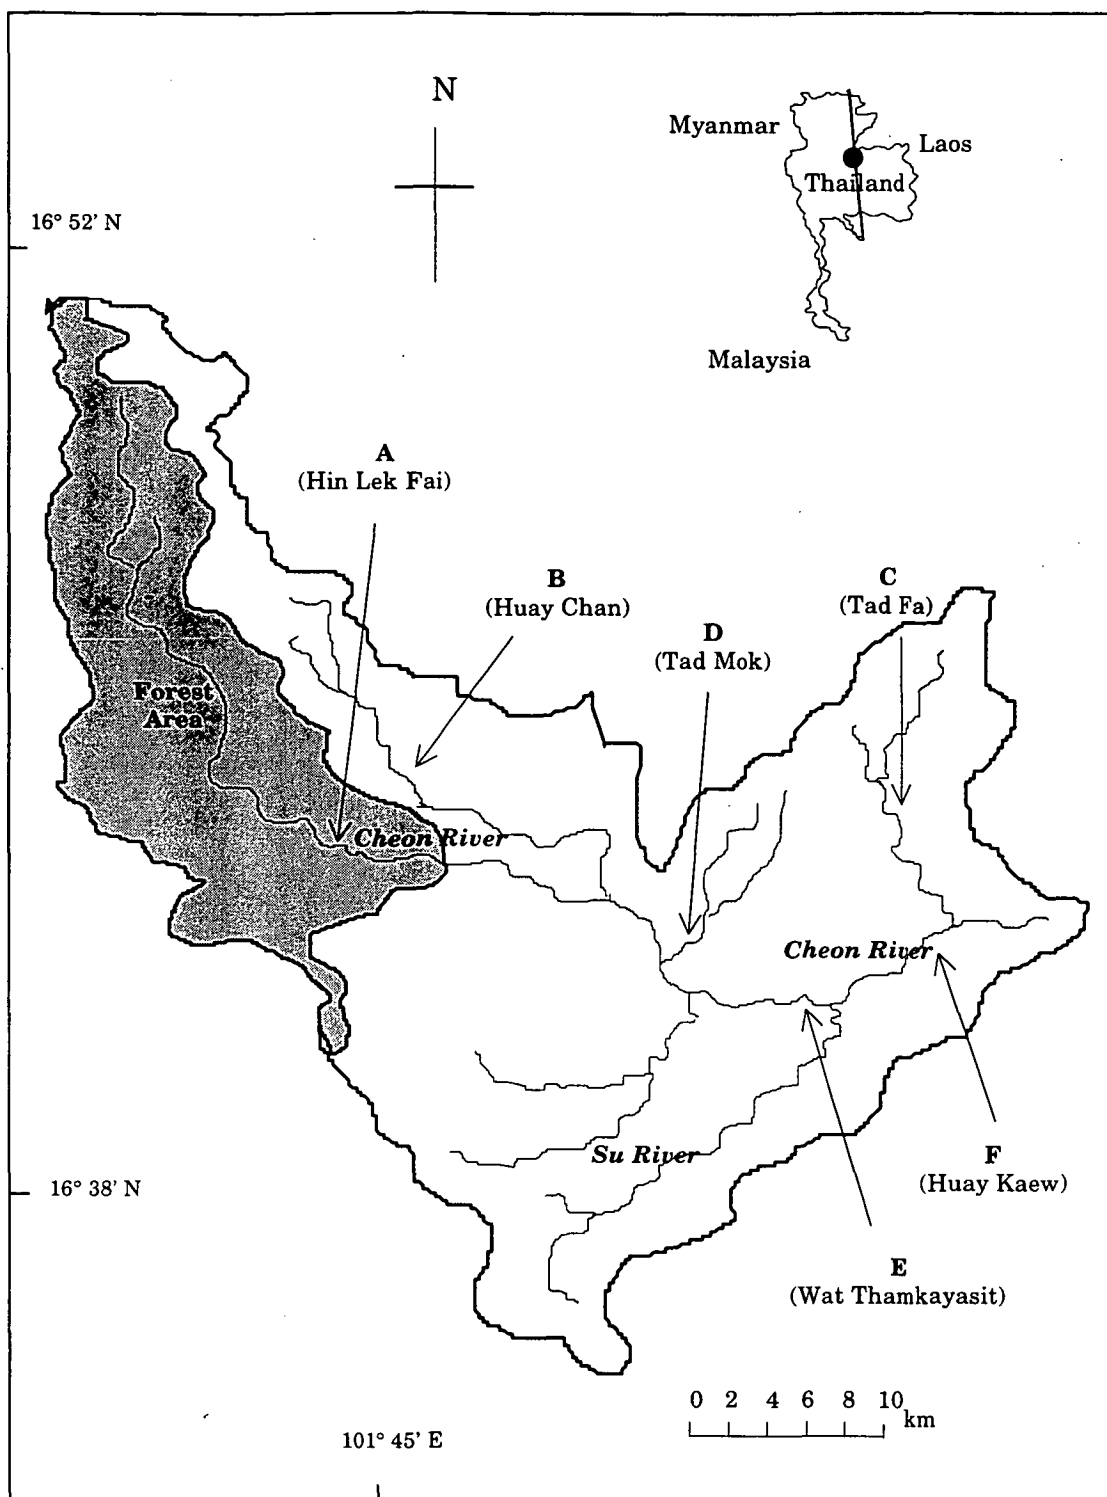 N
Myanmar
Laos
Thailand
Malaysia
16° 52' N
A
(Hin Lek Fai)
B
(Huay Chan)
C
(Tad Fa)
D
(Tad Mok)
Forest
Area
Cheon River
Cheon River
Su River
F
(Huay Kaew)
16° 38' N
E
(Wat Thamkayasit)
0 2 4 6 8 10
km
101° 45' E